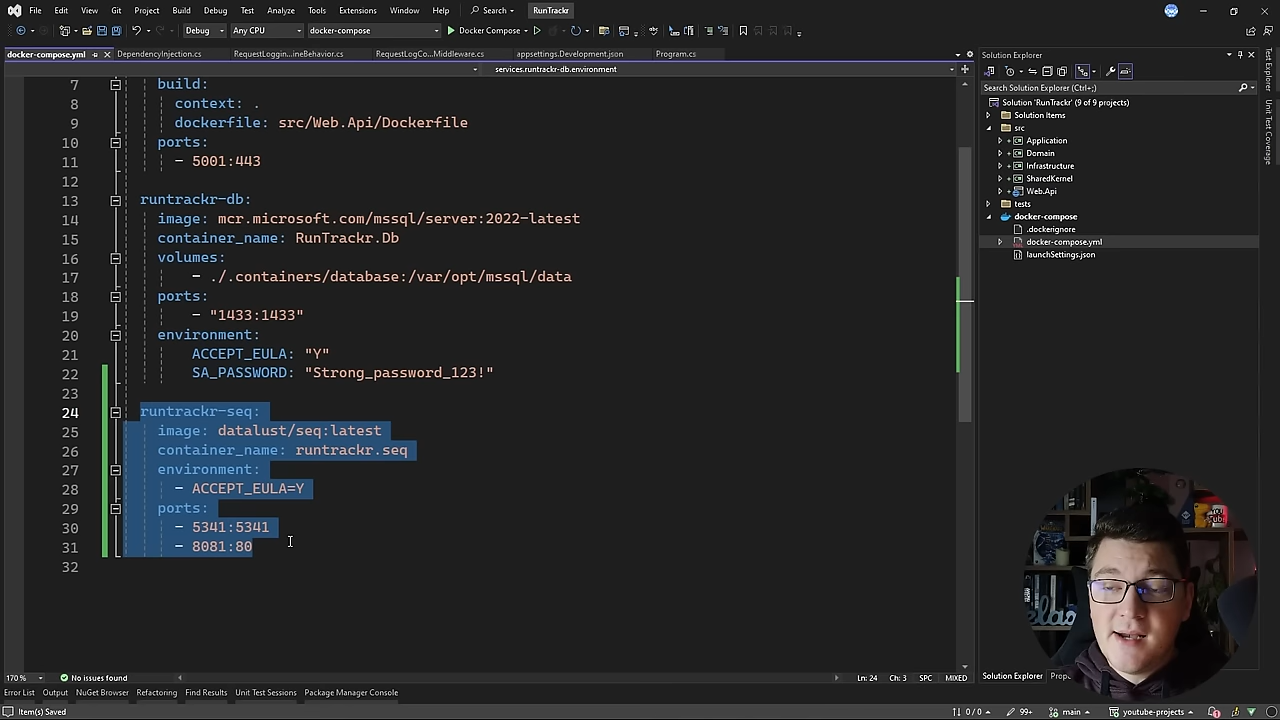 File Edit View Git Project Build Debug Test Analyze Tools Extensions Window Help Search RunTrackr
Debug Any CPU docker-compose Docker Compose
docker-compose.yml DependencyInjection.cs RequestLoggin...ineBehavior.cs RequestLogCo...Middleware.cs appsettings.Development.json Program.cs
services.runtrackr-db.environment
7 build:
8 context: .
9 dockerfile: src/Web.Api/Dockerfile
10 ports:
11 - 5001:443
12
13 runtrackr-db:
14 image: mcr.microsoft.com/mssql/server:2022-latest
15 container_name: RunTrackr.Db
16 volumes:
17 - ./.containers/database:/var/opt/mssql/data
18 ports:
19 - "1433:1433"
20 environment:
21 ACCEPT_EULA: "Y"
22 SA_PASSWORD: "Strong_password_123!"
23
24 runtrackr-seq:
25 image: datalust/seq:latest
26 container_name: runtrackr.seq
27 environment:
28 - ACCEPT_EULA=Y
29 ports:
30 - 5341:5341
31 - 8081:80
32
Solution Explorer
Search Solution Explorer (Ctrl+;)
Solution 'RunTrackr' (9 of 9 projects)
Solution Items
src
Application
Domain
Infrastructure
SharedKernel
Web.Api
tests
docker-compose
.dockerignore
docker-compose.yml
launchSettings.json
Test Explorer
Unit Test Coverage
170 % No issues found Ln: 24 Ch: 3 SPC MIXED
Solution Explorer
Error List Output NuGet Browser Refactoring Find Results Unit Test Sessions Package Manager Console
Item(s) Saved 0 / 0 99+ main youtube-projects